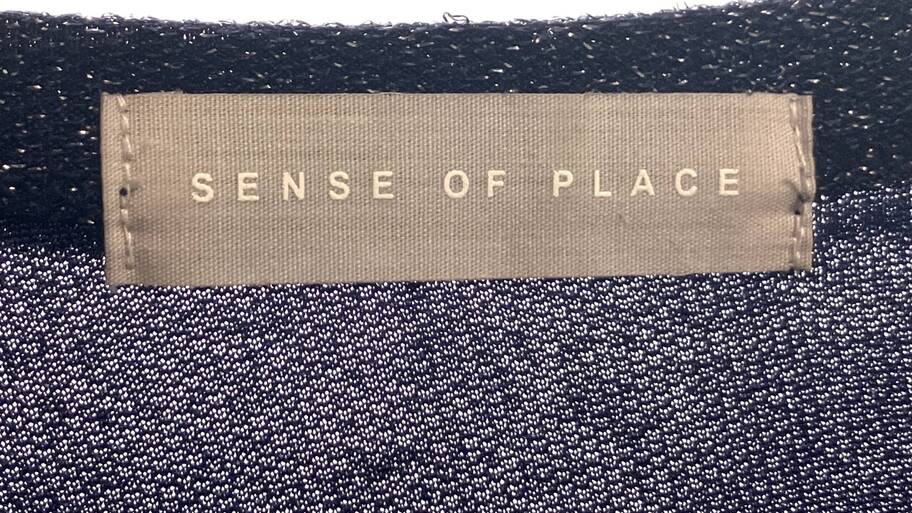 SENSE OF PLACE